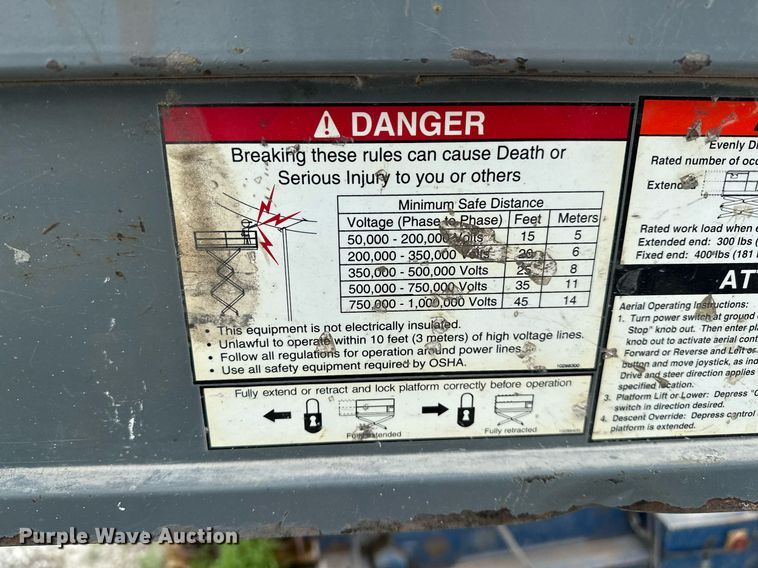 DANGER
Breaking these rules can cause Death or
Serious Injury to you or others
Minimum Safe Distance
Voltage (Phase to Phase) Feet Meters
50,000 - 200,000 Volts 15 5
200,000 - 350,000 Volts 20 6
350,000 - 500,000 Volts 25 8
500,000 - 750,000 Volts 35 11
750,000 - 1,000,000 Volts 45 14
• This equipment is not electrically insulated.
• Unlawful to operate within 10 feet (3 meters) of high voltage lines.
• Follow all regulations for operation around power lines.
• Use all safety equipment required by OSHA.
Fully extend or retract and lock platform correctly before operation
Fully extended
Fully retracted
Evenly Di
Rated number of occ
Extended
Rated work load when e
Extended end: 300 lbs (
Fixed end: 400 lbs (181
ATT
Aerial Operating Instructions:
1. Turn power switch at ground
Stop" knob out. Then enter pla
knob out to activate aerial cont
Forward or Reverse and Left or
button and move joystick, as ind
Drive and steer direction applies
specified location.
3. Platform Lift or Lower: Depress "
switch in direction desired.
4. Descent Override: Depress control
platform is extended.
Purple Wave Auction